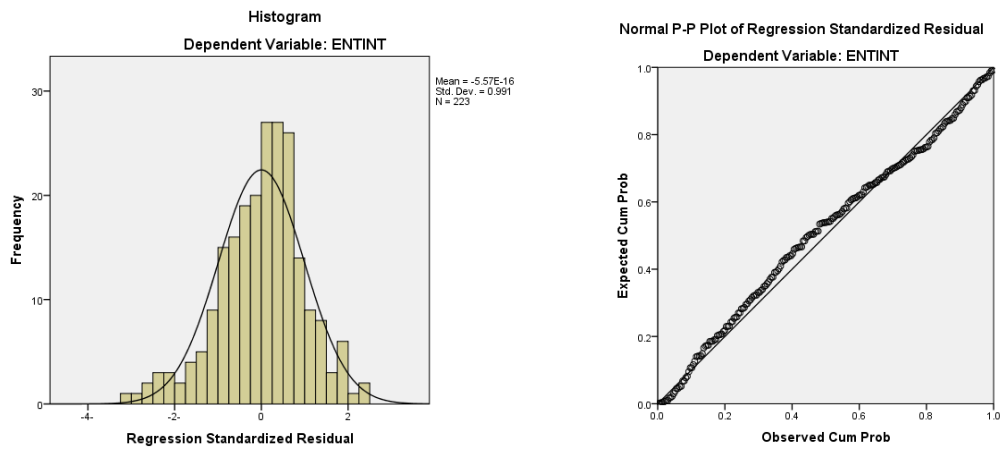 Histogram
Dependent Variable: ENTINT
Mean = -5.57E-16
Std. Dev. = 0.991
N = 223
30
20
10
0
Frequency
-4
-2
0
2
Regression Standardized Residual
Normal P-P Plot of Regression Standardized Residual
Dependent Variable: ENTINT
1.0
0.8
0.6
0.4
0.2
0.0
Expected Cum Prob
0.0
0.2
0.4
0.6
0.8
1.0
Observed Cum Prob